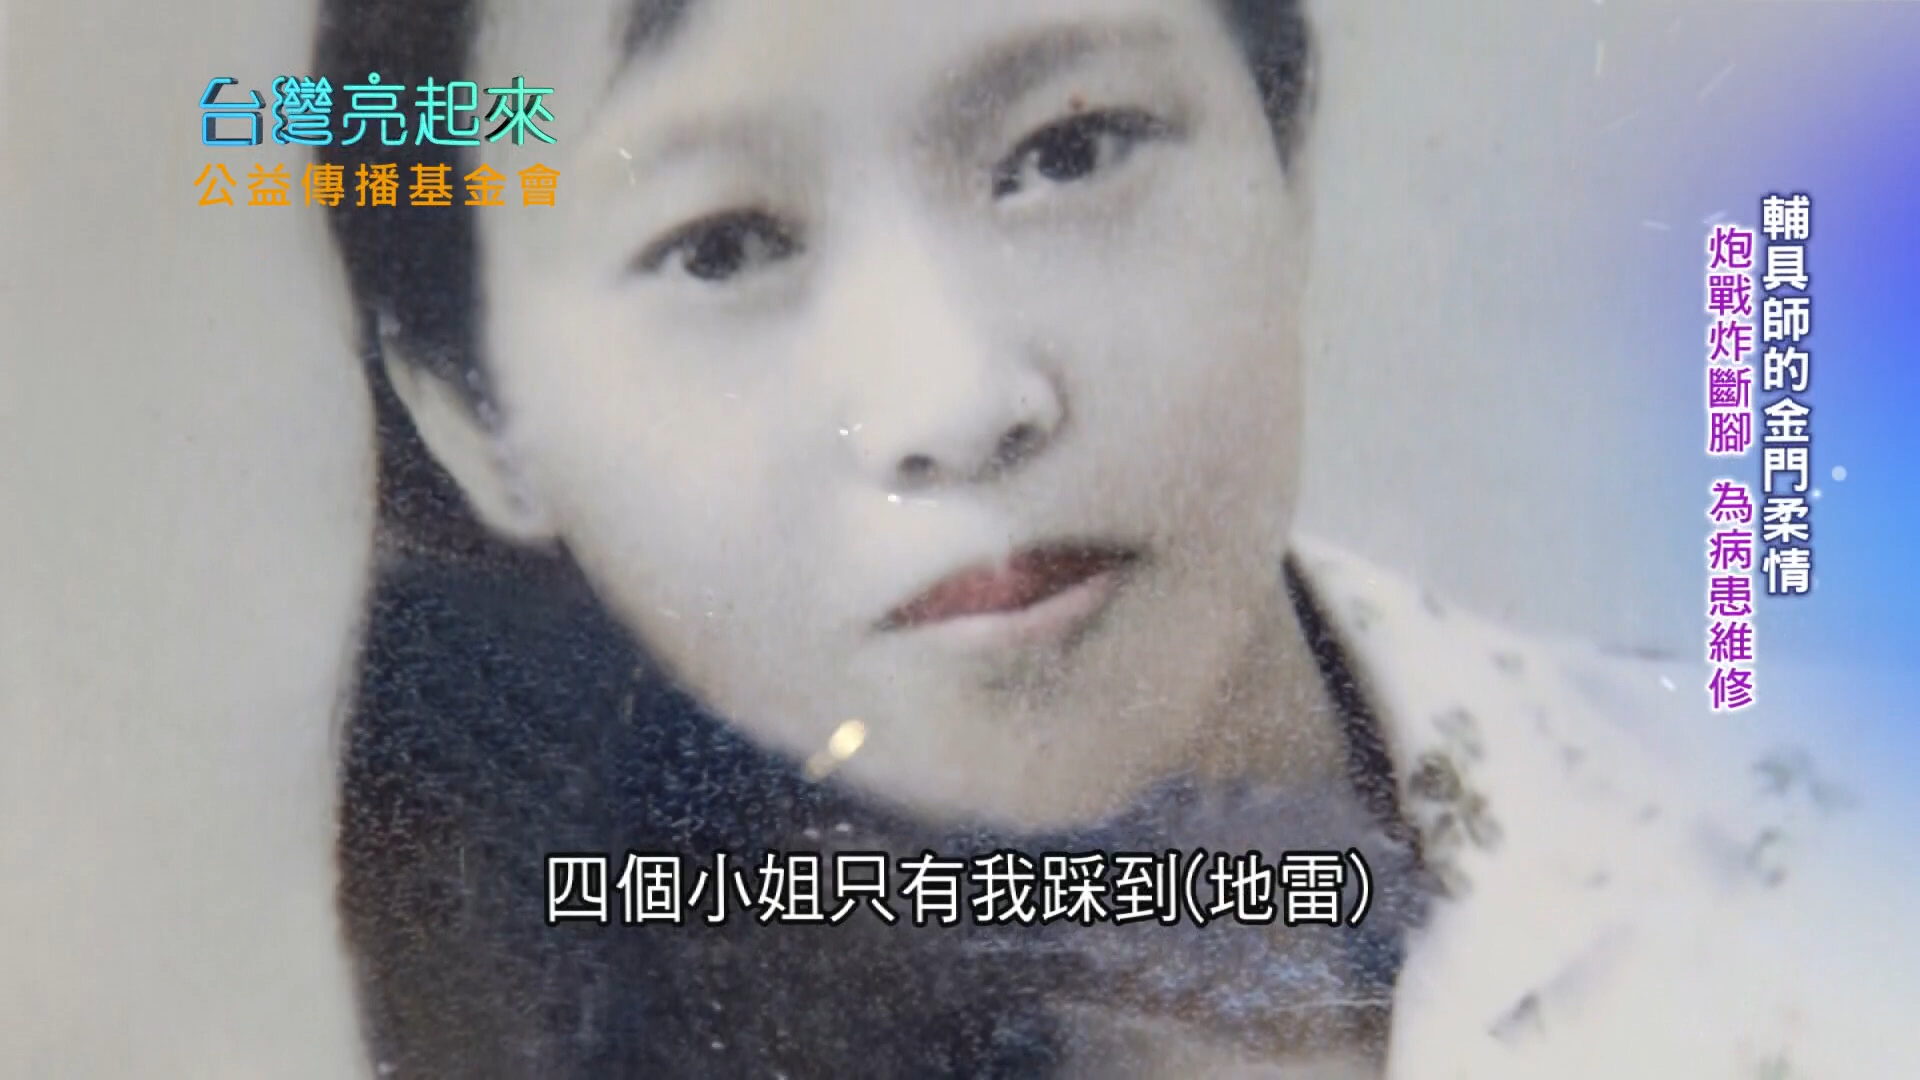 台灣亮起來
公益傳播基金會
輔具師的金門柔情
炮戰炸斷腳 為病患維修
四個小姐只有我踩到(地雷)